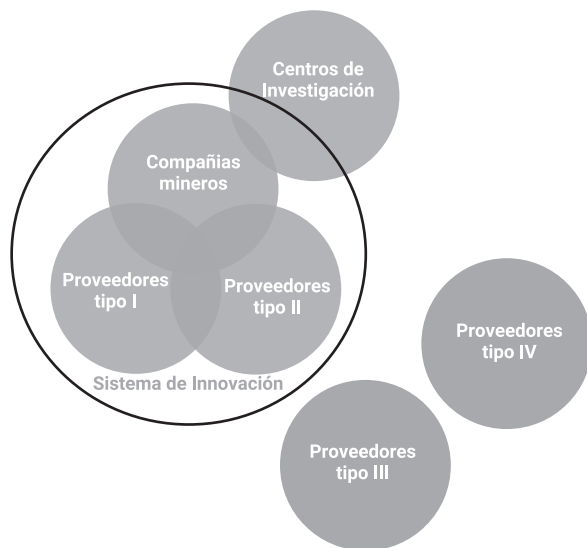 Centros de
Investigación
Compañias
mineros
Proveedores
tipo I
Proveedores
tipo II
Sistema de Innovación
Proveedores
tipo IV
Proveedores
tipo III